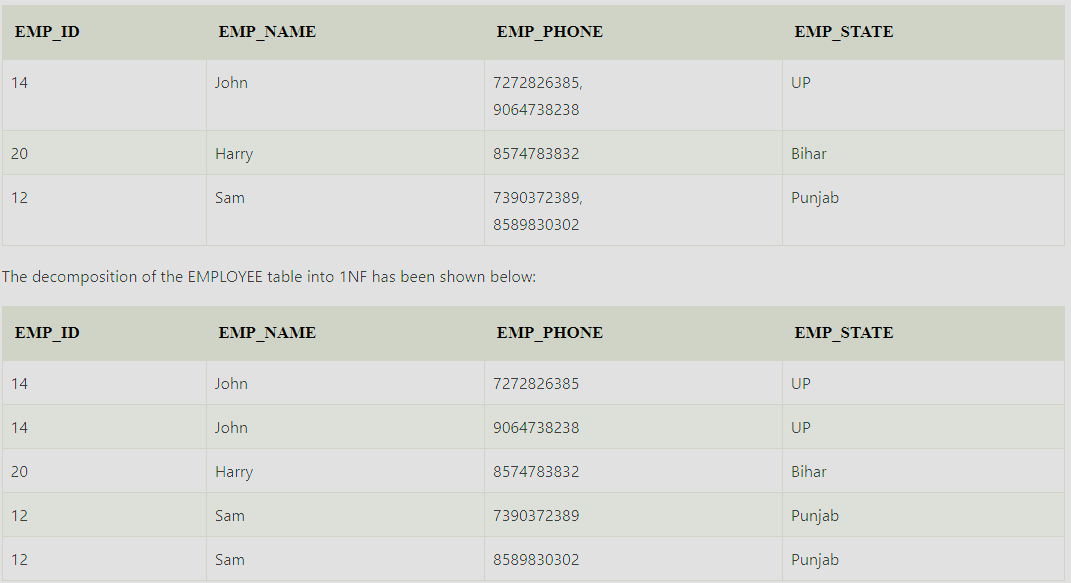 EMP_ID EMP_NAME EMP_PHONE EMP_STATE
14 John 7272826385, UP
9064738238
20 Harry 8574783832 Bihar
12 Sam 7390372389, Punjab
8589830302
The decomposition of the EMPLOYEE table into 1NF has been shown below:
EMP_ID EMP_NAME EMP_PHONE EMP_STATE
14 John 7272826385 UP
14 John 9064738238 UP
20 Harry 8574783832 Bihar
12 Sam 7390372389 Punjab
12 Sam 8589830302 Punjab